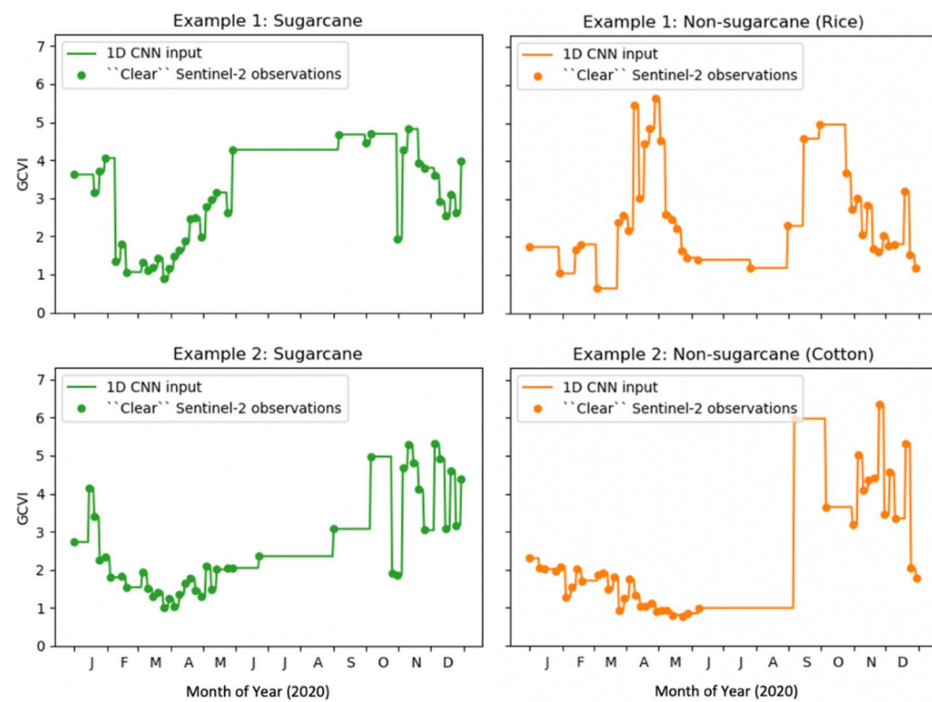 Example 1: Sugarcane
1D CNN input
``Clear`` Sentinel-2 observations
GCVI
7
6
5
4
3
2
1
0
Example 1: Non-sugarcane (Rice)
1D CNN input
``Clear`` Sentinel-2 observations
Example 2: Sugarcane
1D CNN input
``Clear`` Sentinel-2 observations
GCVI
7
6
5
4
3
2
1
0
J F M A M J J A S O N D
Month of Year (2020)
Example 2: Non-sugarcane (Cotton)
1D CNN input
``Clear`` Sentinel-2 observations
J F M A M J J A S O N D
Month of Year (2020)